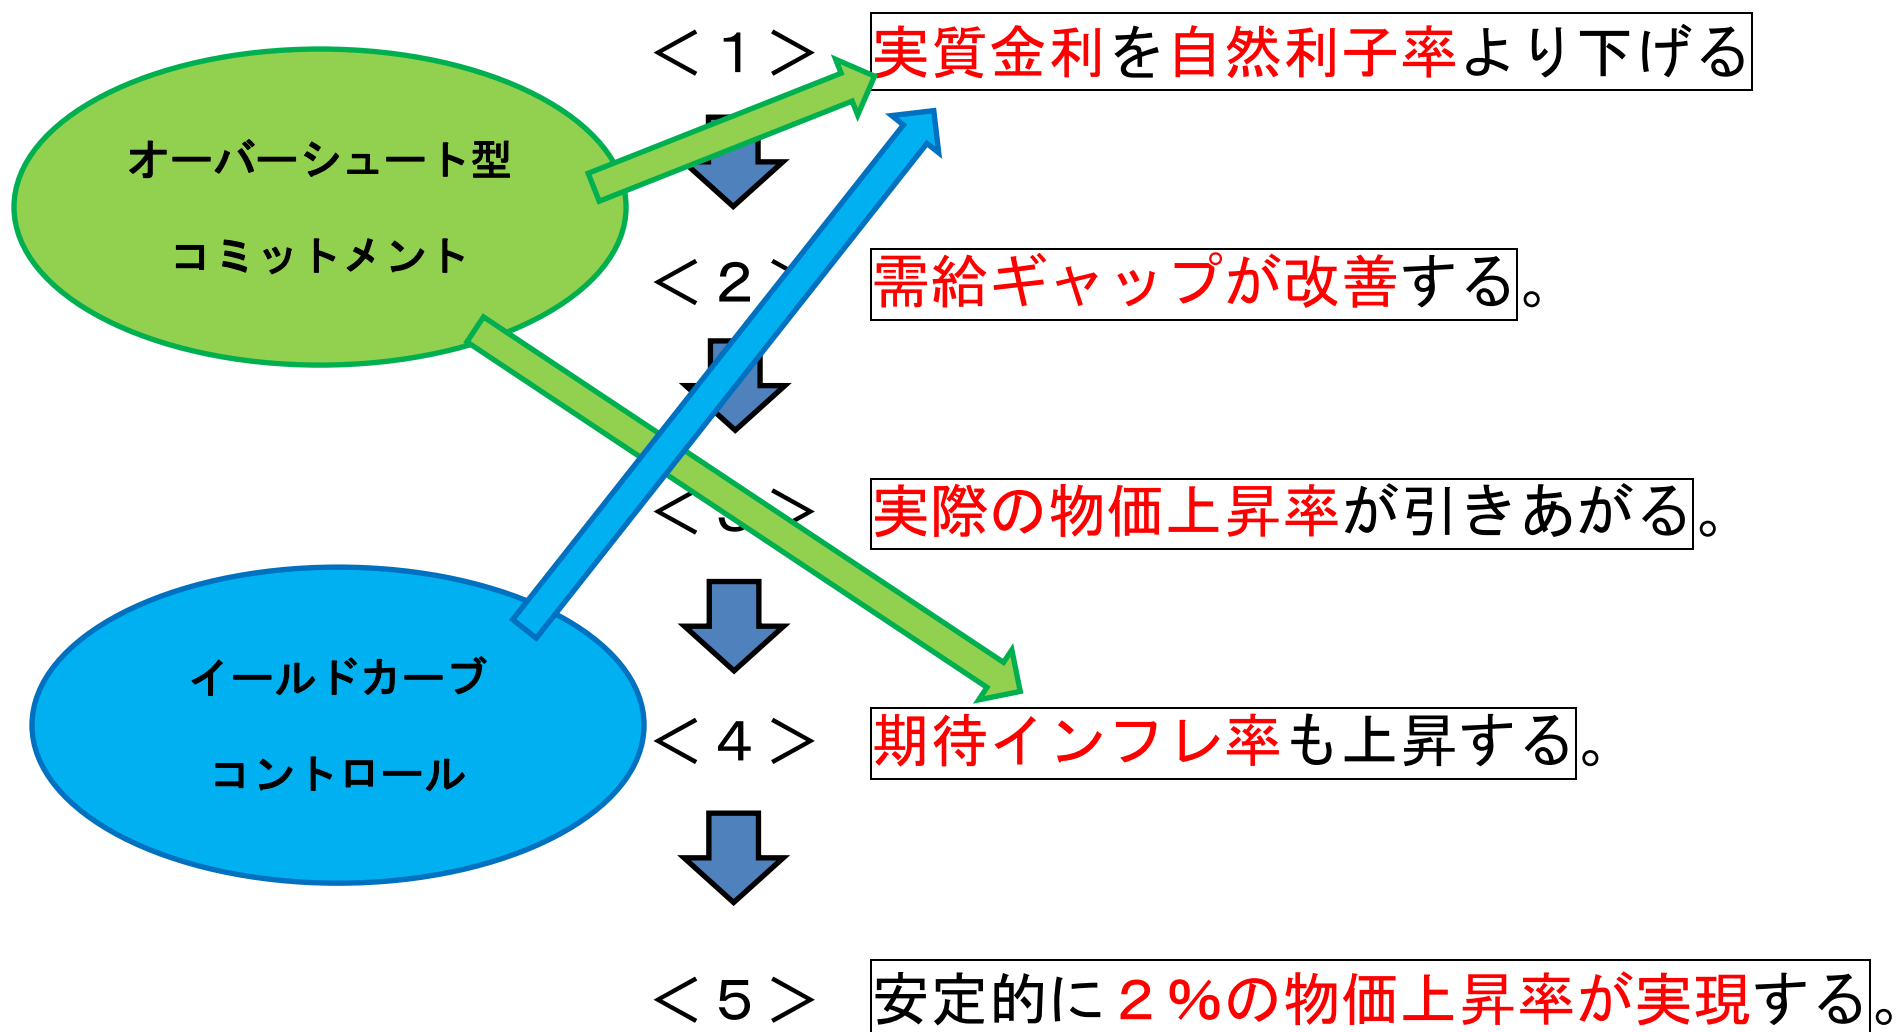 <1> 実質金利を自然利子率より下げる
オーバーシュート型
コミットメント
<2> 需給ギャップが改善する。
<3> 実際の物価上昇率が引きあがる。
イールドカーブ
コントロール
<4> 期待インフレ率も上昇する。
<5> 安定的に2%の物価上昇率が実現する。